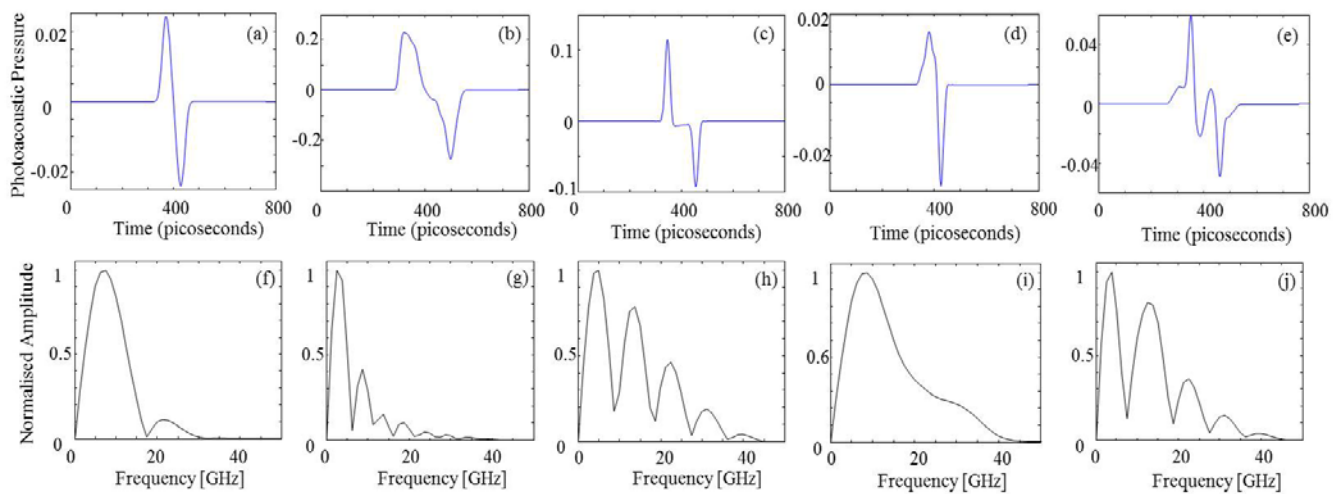 Photoacoustic Pressure
0.02
0
-0.02
(a)
0 400 800
Time (picoseconds)
0.2
0
-0.2
(b)
0 400 800
Time (picoseconds)
0.1
0
-0.1
(c)
0 400 800
Time (picoseconds)
0.02
0
-0.02
(d)
0 400 800
Time (picoseconds)
0.04
0
-0.04
(e)
0 400 800
Time (picoseconds)
Normalised Amplitude
1
0.5
0
(f)
0 20 40
Frequency [GHz]
1
0.5
0
(g)
0 20 40
Frequency [GHz]
1
0.5
0
(h)
0 20 40
Frequency [GHz]
1
0.6
0
(i)
0 20 40
Frequency [GHz]
1
0.5
0
(j)
0 20 40
Frequency [GHz]